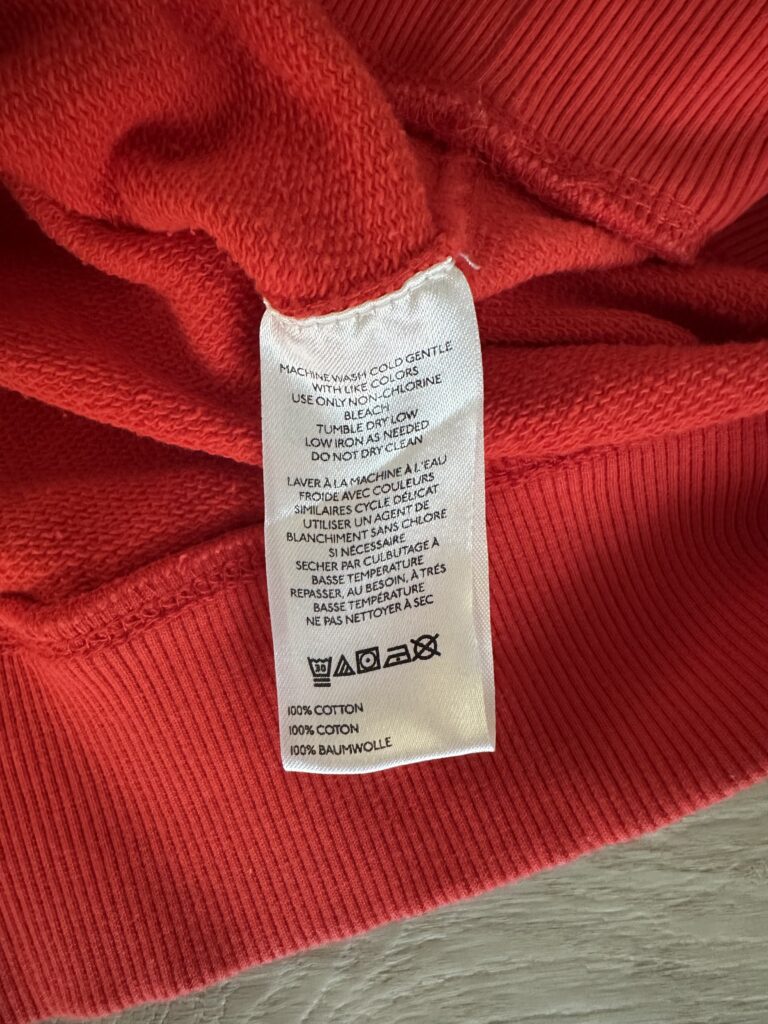 MACHINE WASH COLD GENTLE
WITH LIKE COLORS
USE ONLY NON-CHLORINE
BLEACH
TUMBLE DRY LOW
LOW IRON AS NEEDED
DO NOT DRY CLEAN
LAVER À LA MACHINE À L'EAU
FROIDE AVEC COULEURS
SIMILAIRES CYCLE DÉLICAT
UTILISER UN AGENT DE
BLANCHIMENT SANS CHLORE
SI NÉCESSAIRE
SECHER PAR CULBUTAGE À
BASSE TEMPERATURE
REPASSER, AU BESOIN, À TRÉS
BASSE TEMPÉRATURE
NE PAS NETTOYER À SEC
30
100% COTTON
100% COTON
100% BAUMWOLLE